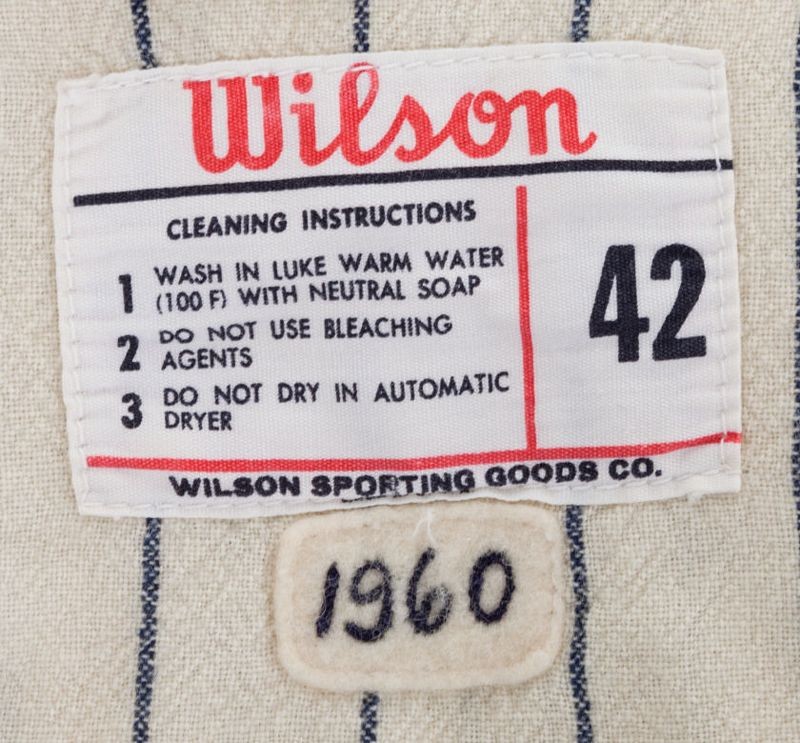 Wilson
CLEANING INSTRUCTIONS
1 WASH IN LUKE WARM WATER
(100 F) WITH NEUTRAL SOAP
2 DO NOT USE BLEACHING
AGENTS
3 DO NOT DRY IN AUTOMATIC
DRYER
42
WILSON SPORTING GOODS CO.
1960